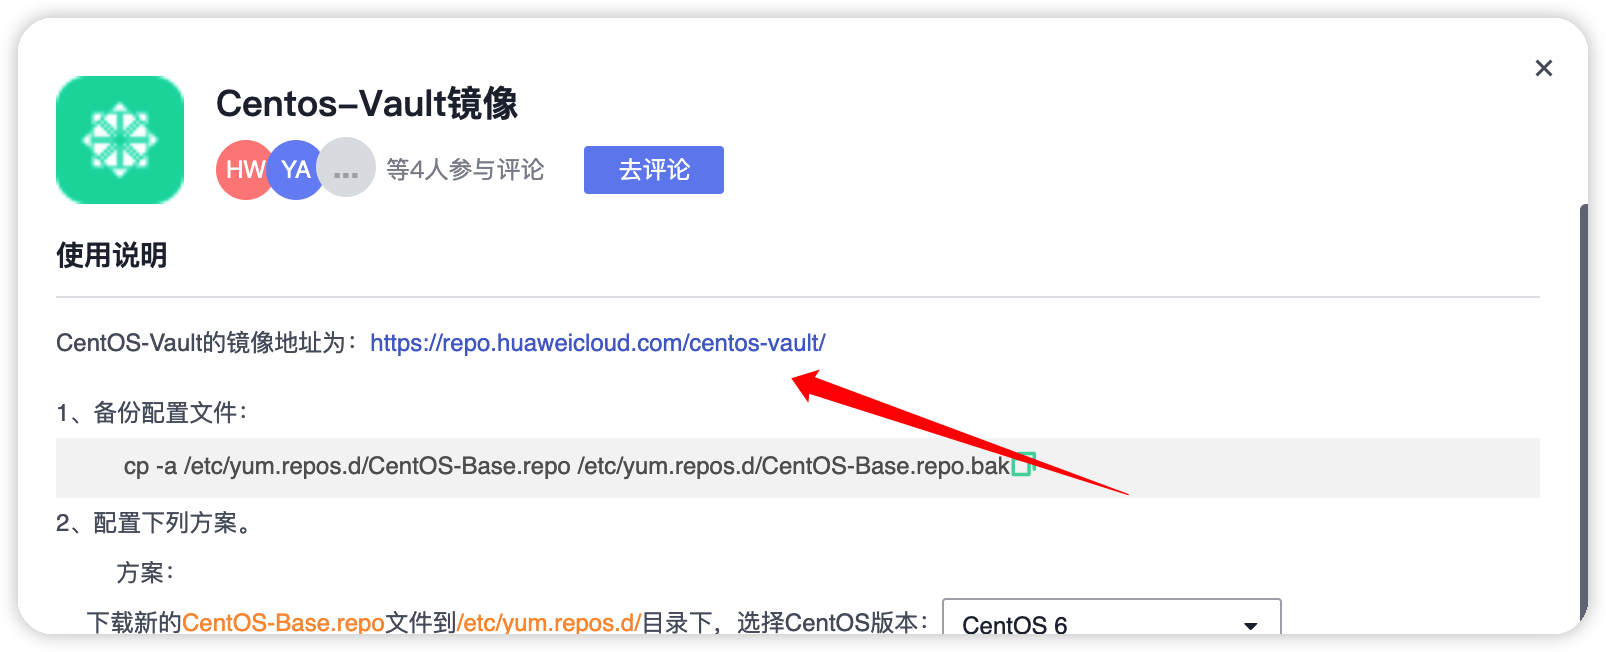 Centos-Vault镜像
HW YA ... 等4人参与评论 去评论
使用说明
CentOS-Vault的镜像地址为：https://repo.huaweicloud.com/centos-vault/
1、备份配置文件：
cp -a /etc/yum.repos.d/CentOS-Base.repo /etc/yum.repos.d/CentOS-Base.repo.bak
2、配置下列方案。
方案：
下载新的CentOS-Base.repo文件到/etc/yum.repos.d/目录下，选择CentOS版本： CentOS 6